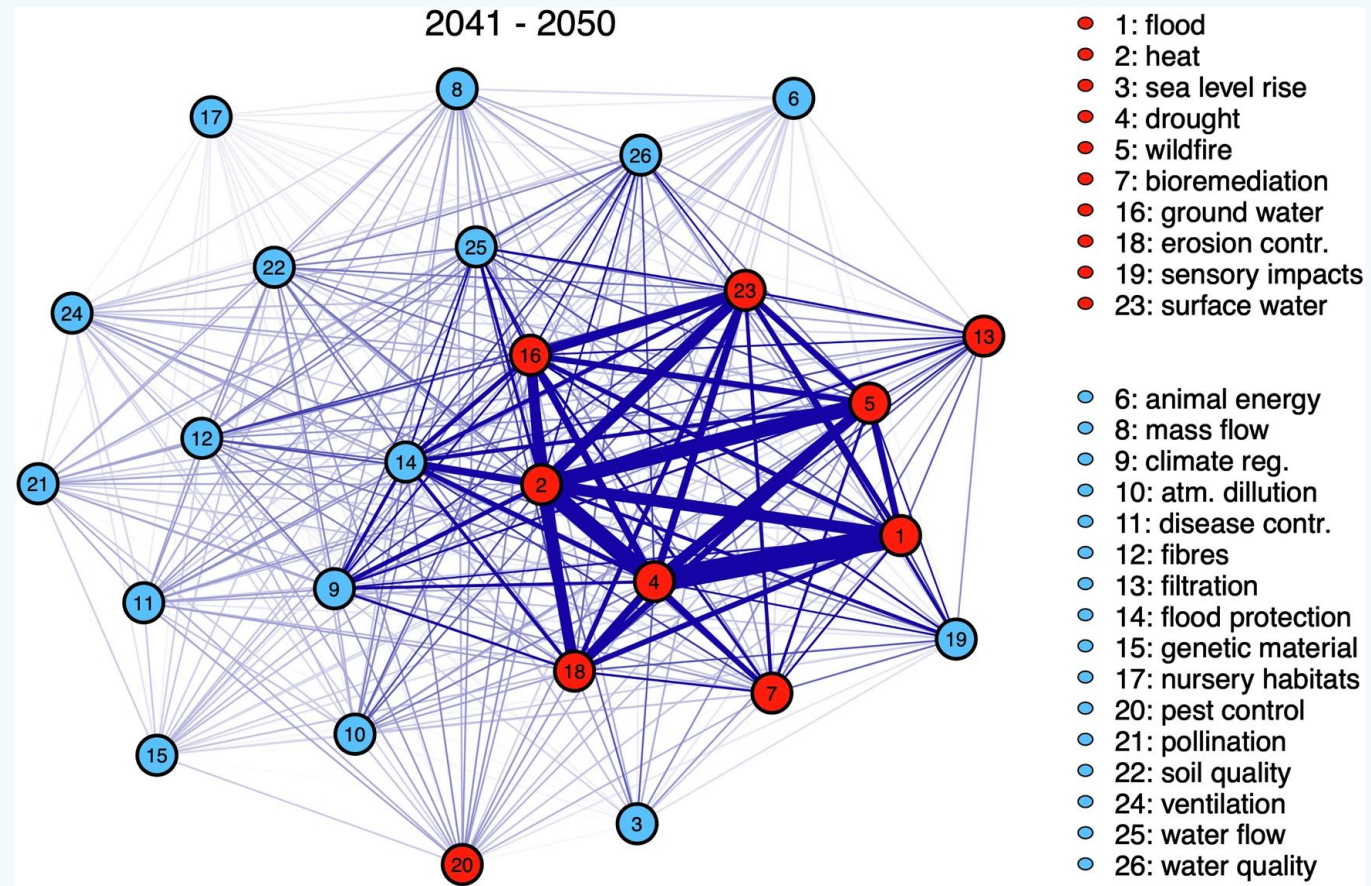 2041 - 2050
8
6
17
26
25
22
23
24
13
16
5
12
14
2
21
1
4
9
11
19
18
7
10
15
3
20
1: flood
2: heat
3: sea level rise
4: drought
5: wildfire
7: bioremediation
16: ground water
18: erosion contr.
19: sensory impacts
23: surface water
6: animal energy
8: mass flow
9: climate reg.
10: atm. dillution
11: disease contr.
12: fibres
13: filtration
14: flood protection
15: genetic material
17: nursery habitats
20: pest control
21: pollination
22: soil quality
24: ventilation
25: water flow
26: water quality